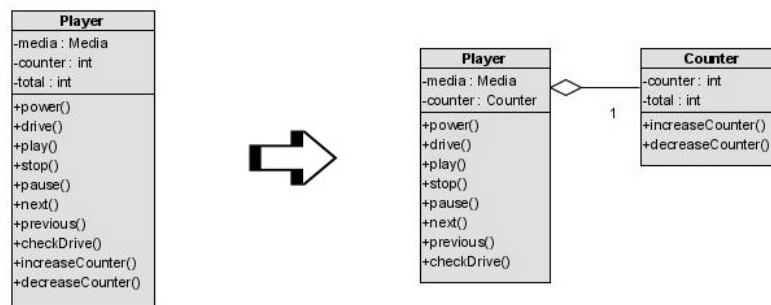 Player
-media : Media
-counter : int
-total : int
+power()
+drive()
+play()
+stop()
+pause()
+next()
+previous()
+checkDrive()
+increaseCounter()
+decreaseCounter()
Player
-media : Media
-counter : Counter
+power()
+drive()
+play()
+stop()
+pause()
+next()
+previous()
+checkDrive()
1
Counter
-counter : int
-total : int
+increaseCounter()
+decreaseCounter()